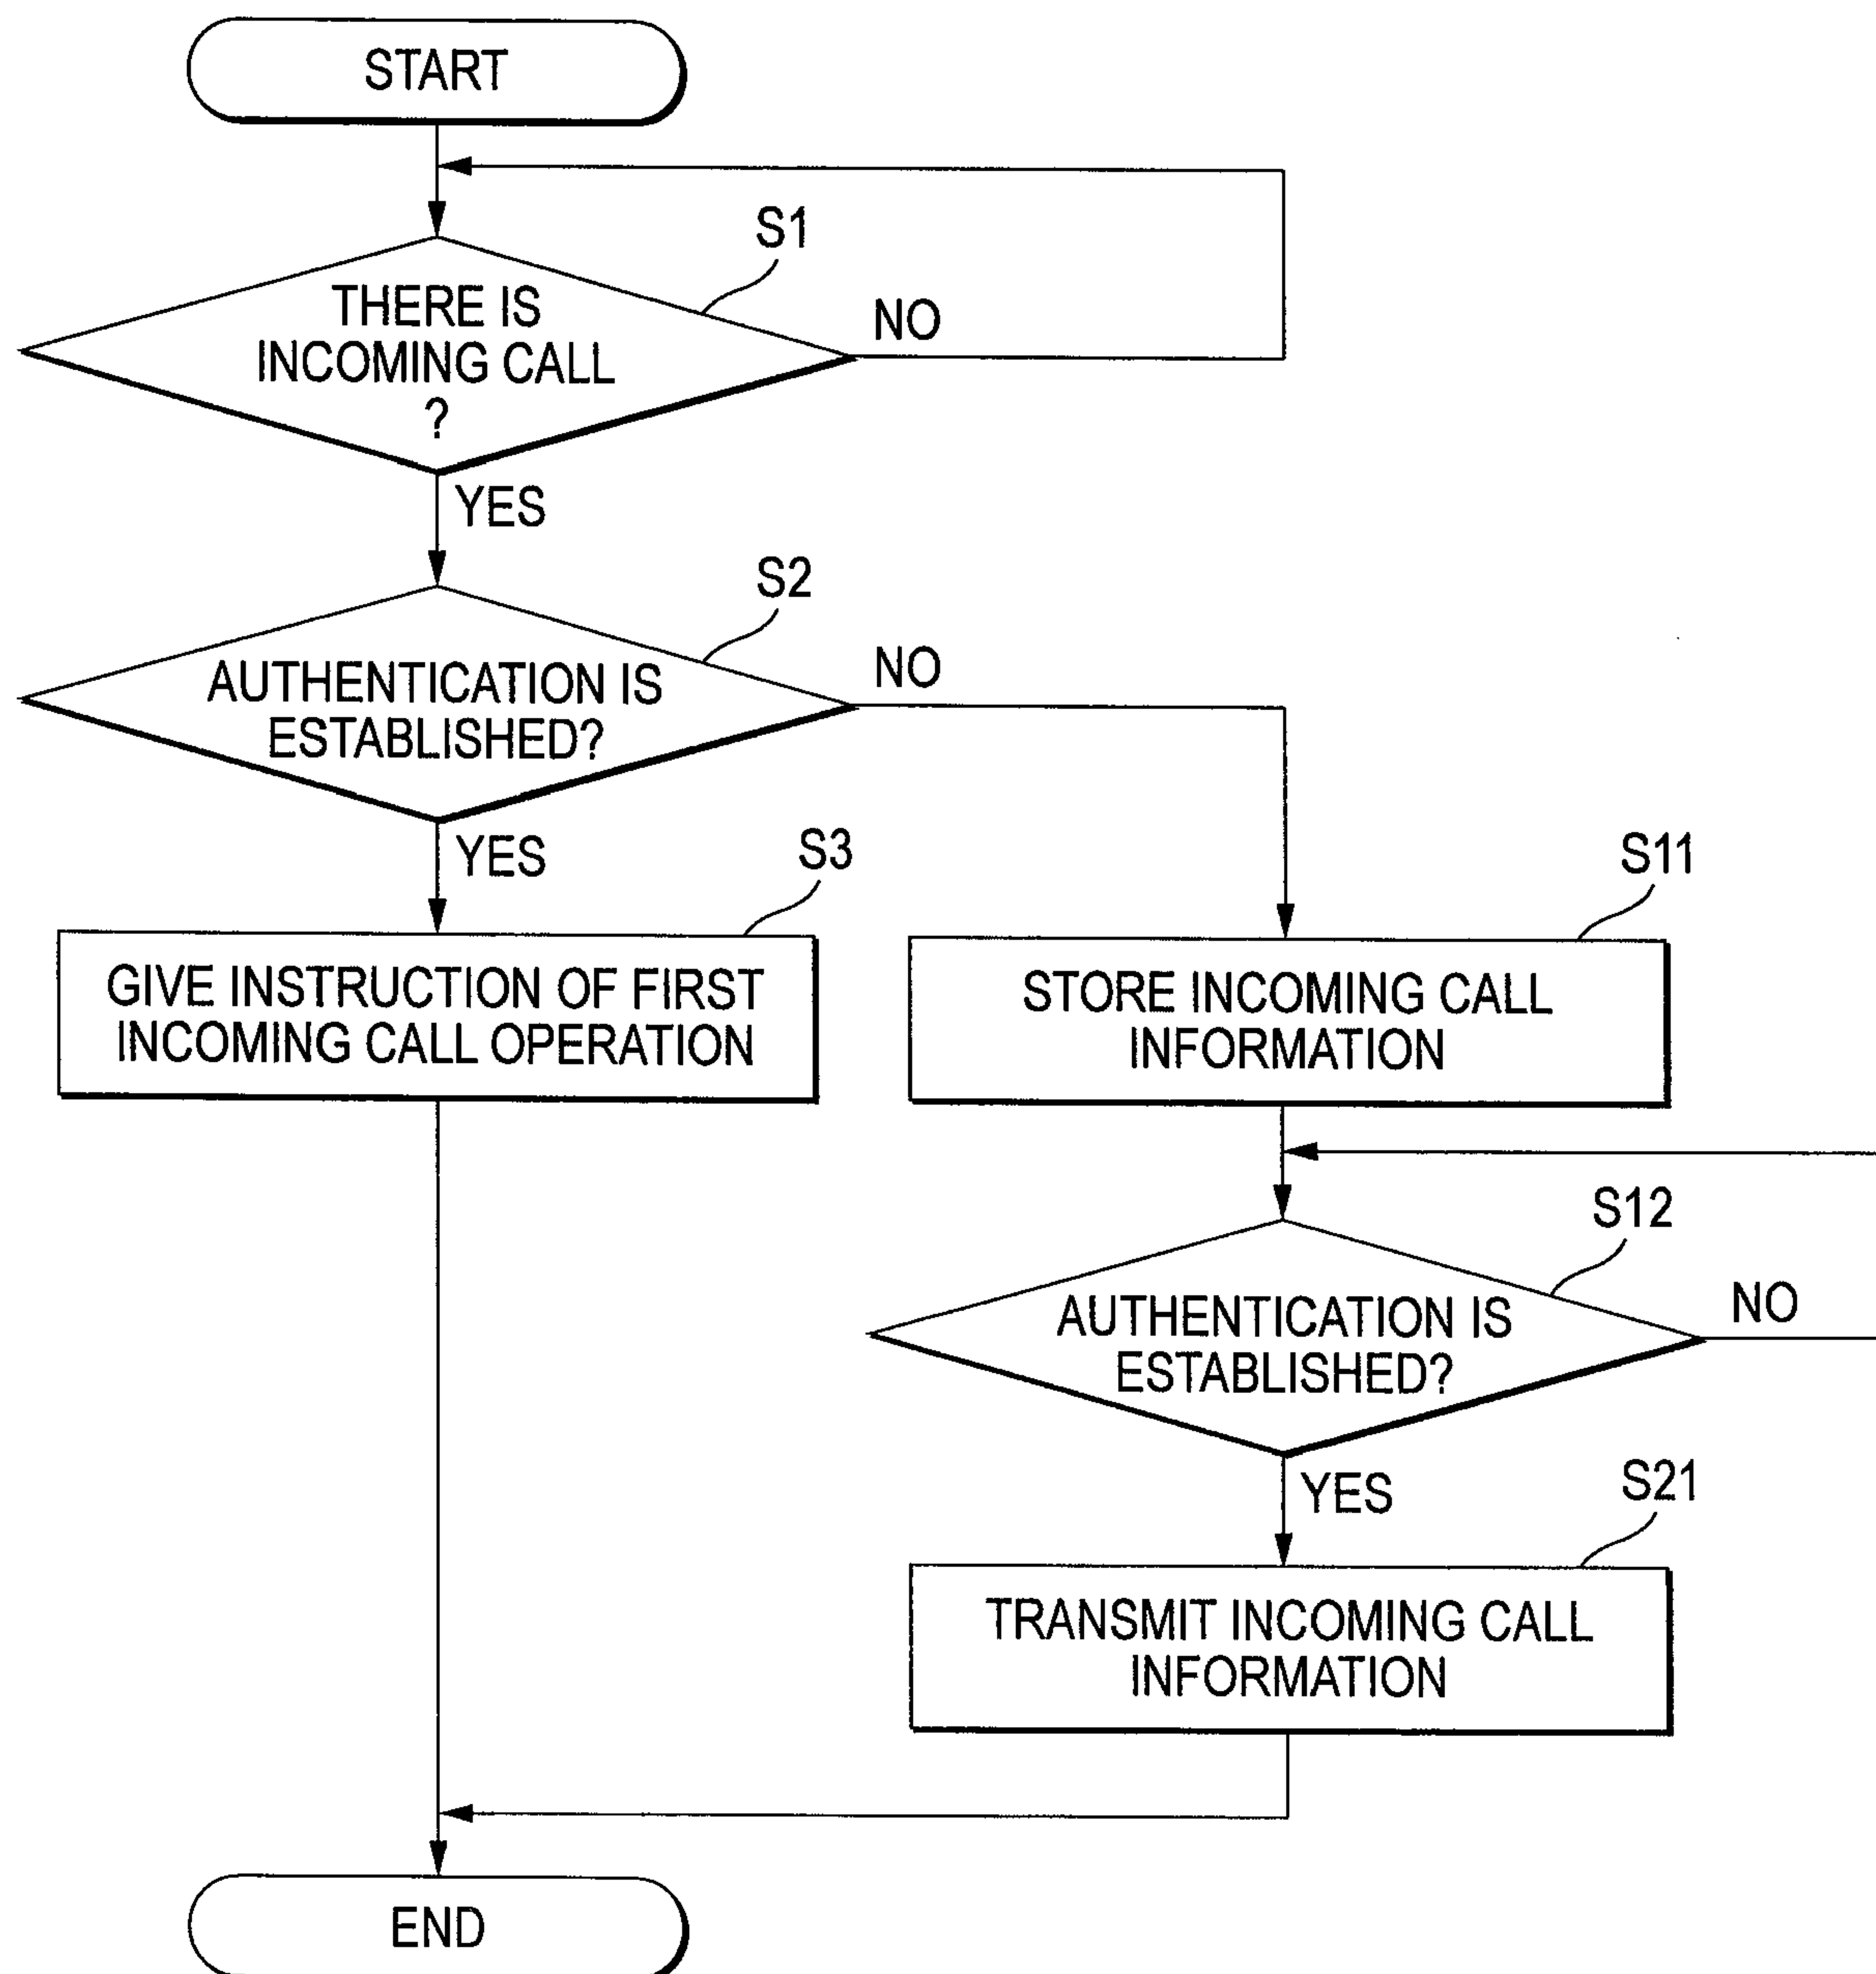 START
S1
THERE IS
INCOMING CALL
?
NO
YES
S2
AUTHENTICATION IS
ESTABLISHED?
NO
YES
S3
GIVE INSTRUCTION OF FIRST
INCOMING CALL OPERATION
S11
STORE INCOMING CALL
INFORMATION
S12
AUTHENTICATION IS
ESTABLISHED?
NO
YES
S21
TRANSMIT INCOMING CALL
INFORMATION
END